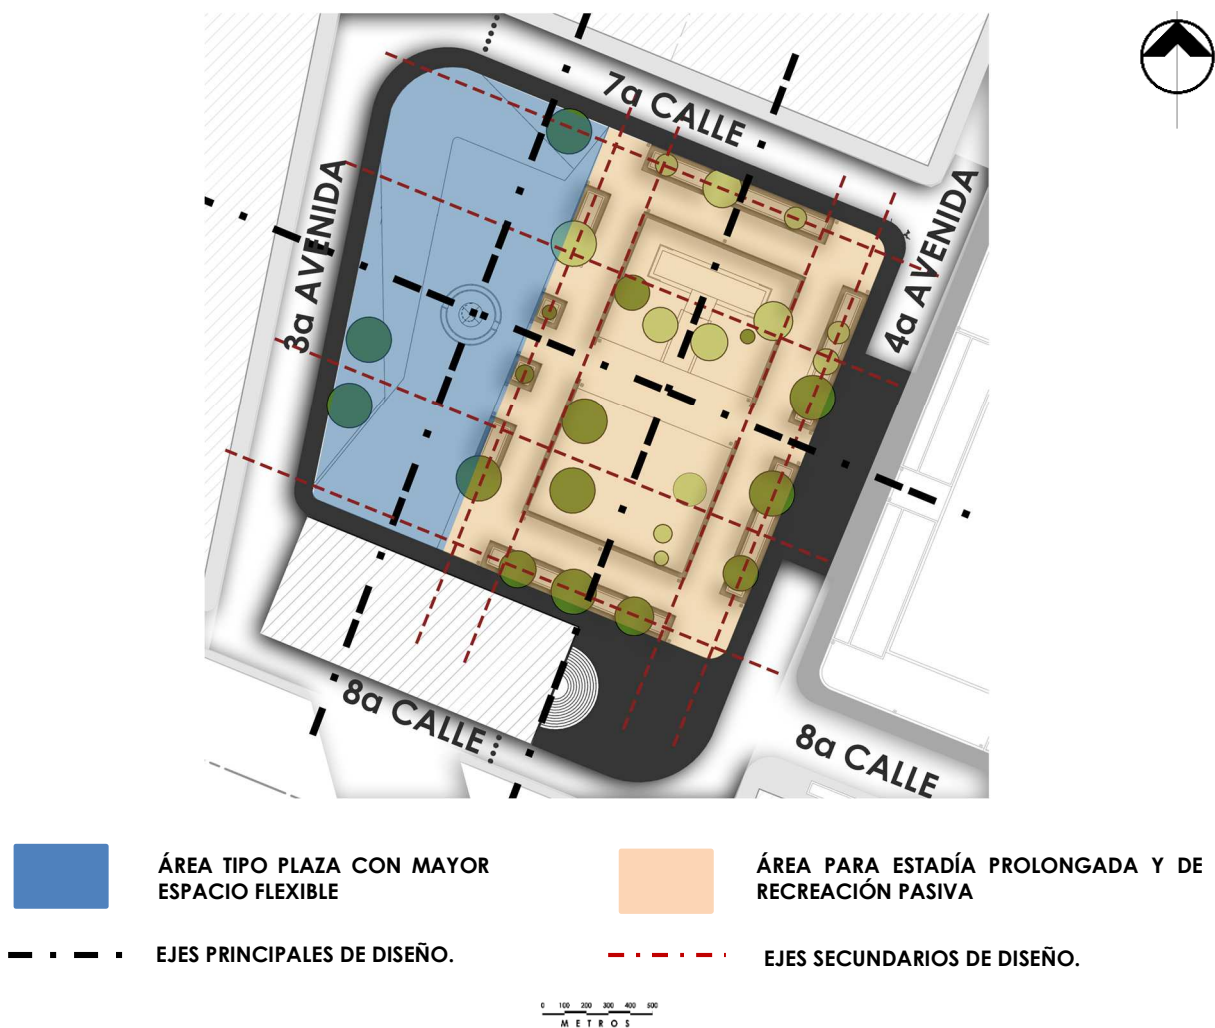 7a CALLE
3a AVENIDA
4a AVENIDA
8a CALLE
8a CALLE
ÁREA TIPO PLAZA CON MAYOR
ESPACIO FLEXIBLE
ÁREA PARA ESTADÍA PROLONGADA Y DE
RECREACIÓN PASIVA
EJES PRINCIPALES DE DISEÑO.
EJES SECUNDARIOS DE DISEÑO.
0 100 200 300 400 500
METROS